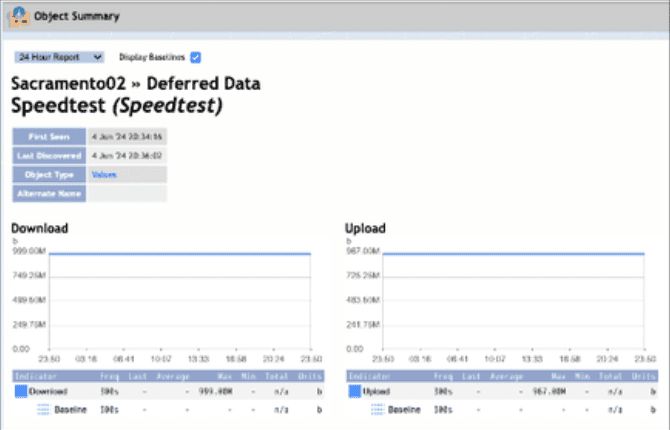 Object Summary
24 Hour Report Display Baselines
Sacramento02 » Deferred Data
Speedtest (Speedtest)
First Seen 4 Jun '24 20:34:16
Last Discovered 4 Jun '24 20:36:02
Object Type Values
Alternate Name
Download
b
999.00M
749.25M
499.50M
249.75M
0.00
23:50 03:16 06:41 10:07 13:33 16:58 20:24 23:50
Indicator Freq Last Average Max Min Total Units
Download 300s - - 999.00M - n/a b
Baseline 300s - - - - n/a b
Upload
b
967.00M
725.25M
483.50M
241.75M
0.00
23:50 03:16 06:41 10:07 13:33 16:58 20:24 23:50
Indicator Freq Last Average Max Min Total Units
Upload 300s - - 967.00M - n/a b
Baseline 300s - - - - n/a b